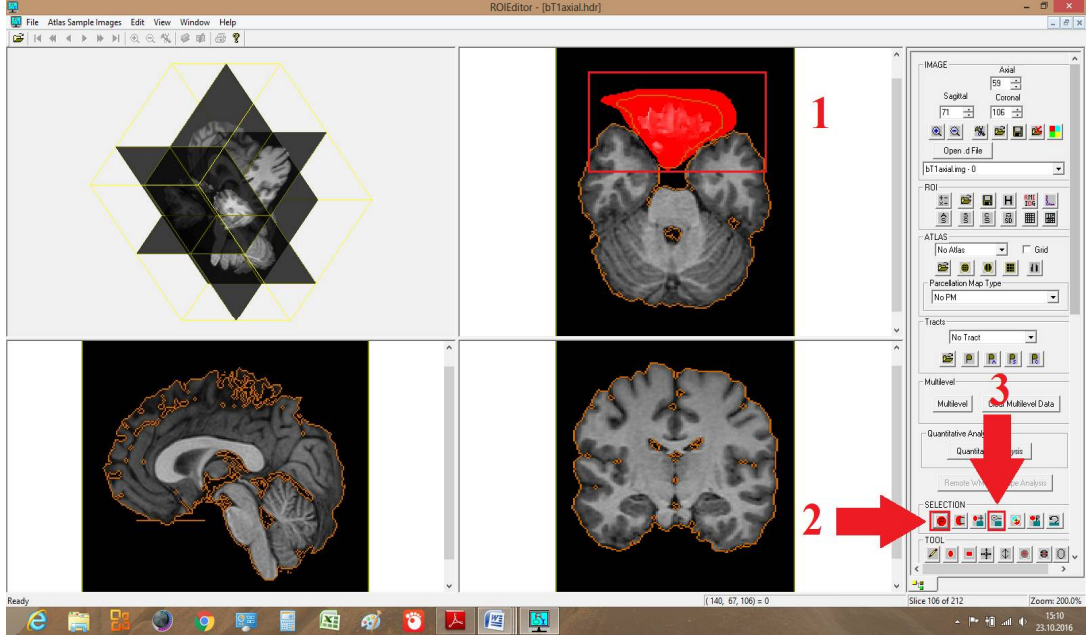 ROIEditor - [bT1axial.hdr]
File Atlas Sample Images Edit View Window Help
1
IMAGE
Axial
59
Sagittal Coronal
71 106
Open .d File
bT1axial.img - 0
ROI
H
SD
ATLAS
No Atlas Grid
Parcellation Map Type
No PM
Tracts
No Tract
Multilevel
3
Multilevel Multilevel Data
Quantitative
Remote Analysis
SELECTION
2
TOOL
Ready (140, 67, 106) = 0 Slice 106 of 212 Zoom: 200.0%
15:10
23.10.2016